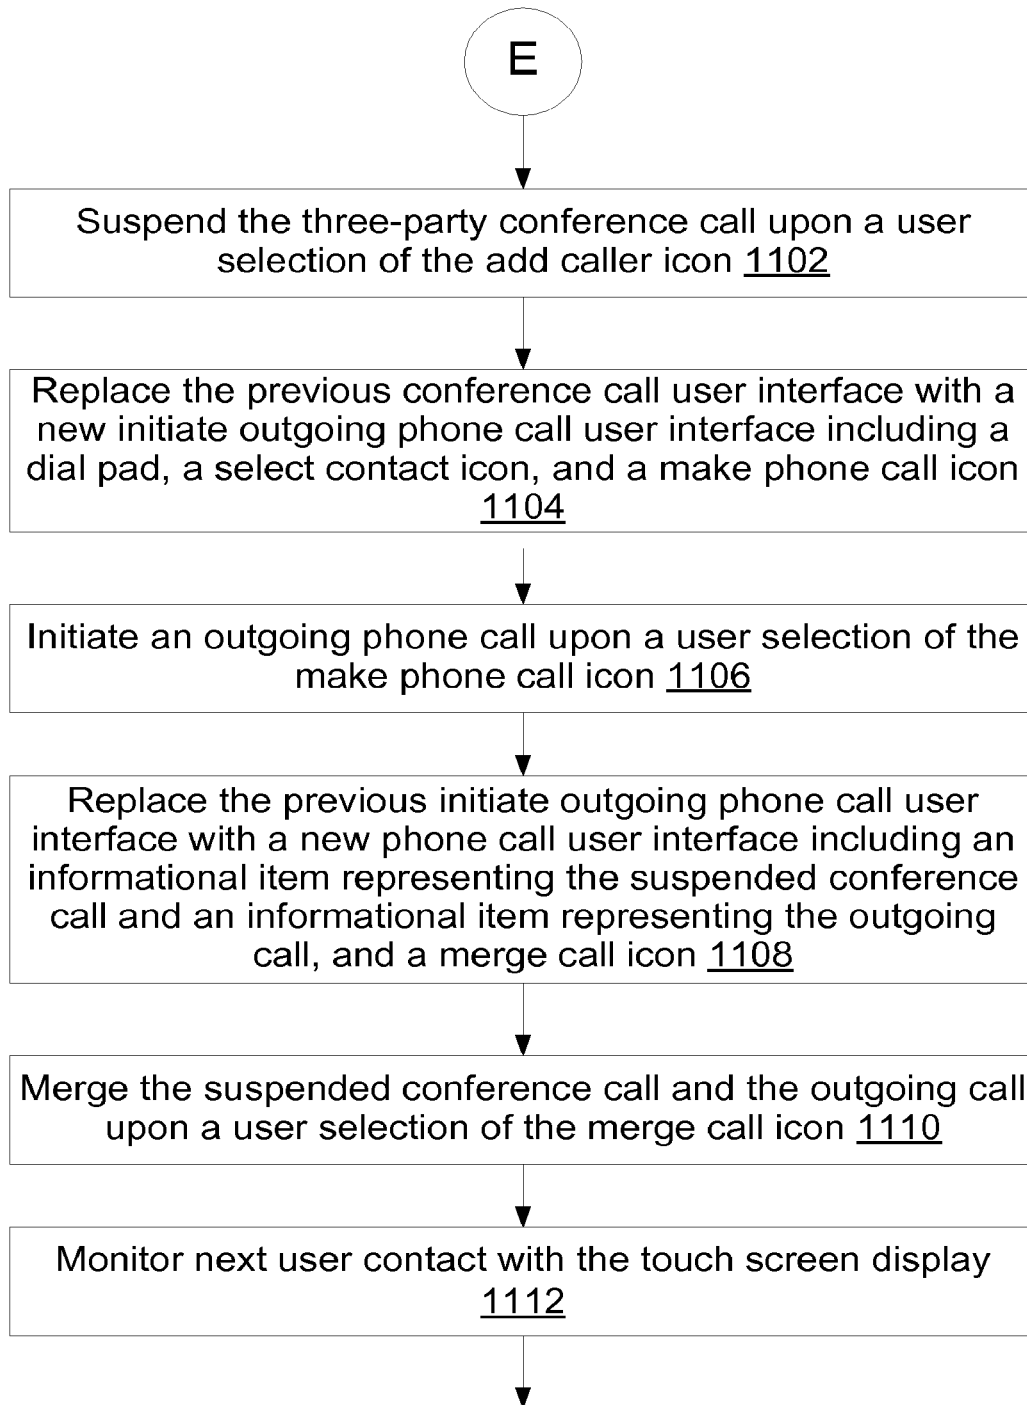 E
Suspend the three-party conference call upon a user
selection of the add caller icon 1102
Replace the previous conference call user interface with a
new initiate outgoing phone call user interface including a
dial pad, a select contact icon, and a make phone call icon
1104
Initiate an outgoing phone call upon a user selection of the
make phone call icon 1106
Replace the previous initiate outgoing phone call user
interface with a new phone call user interface including an
informational item representing the suspended conference
call and an informational item representing the outgoing
call, and a merge call icon 1108
Merge the suspended conference call and the outgoing call
upon a user selection of the merge call icon 1110
Monitor next user contact with the touch screen display
1112